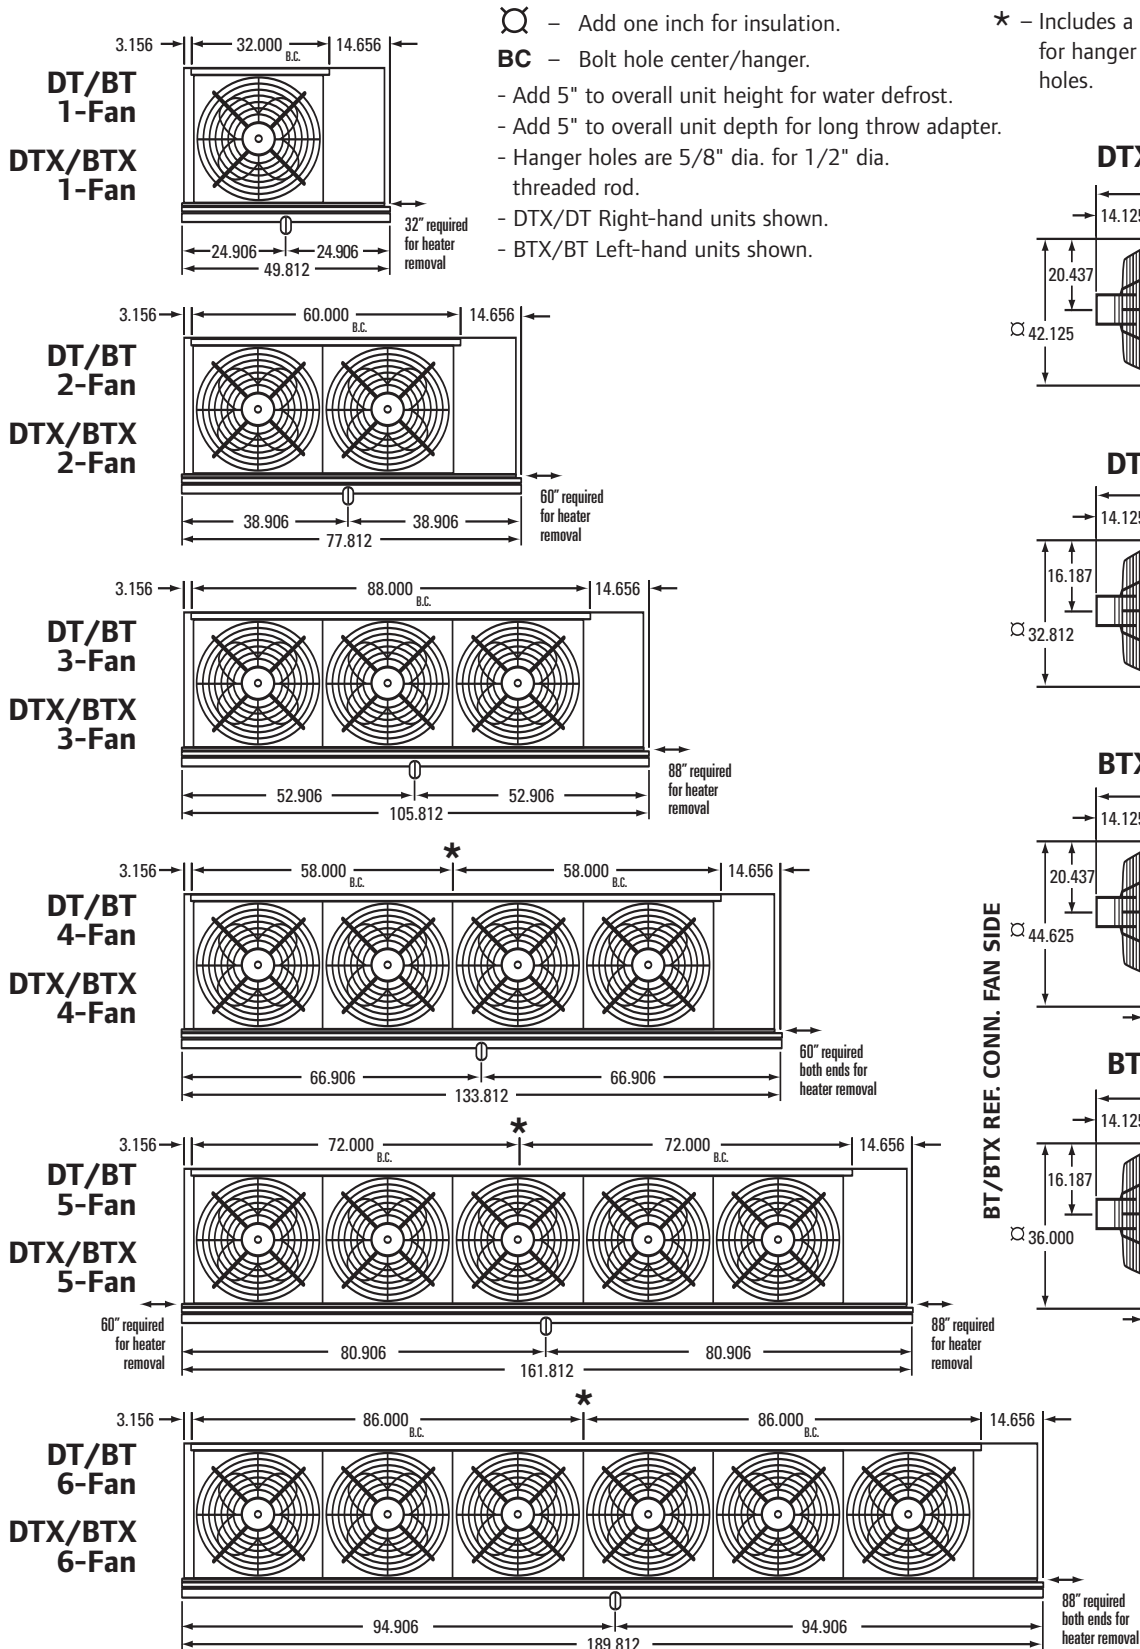 ¤ – Add one inch for insulation.
BC – Bolt hole center/hanger.
- Add 5" to overall unit height for water defrost.
- Add 5" to overall unit depth for long throw adapter.
- Hanger holes are 5/8" dia. for 1/2" dia.
threaded rod.
- DTX/DT Right-hand units shown.
- BTX/BT Left-hand units shown.
* – Includes a
for hanger
holes.
DT/BT
1-Fan
DTX/BTX
1-Fan
3.156 32.000 14.656
B.C.
32" required
for heater
removal
24.906 24.906
49.812
DT/BT
2-Fan
DTX/BTX
2-Fan
3.156 60.000 14.656
B.C.
60" required
for heater
removal
38.906 38.906
77.812
DT/BT
3-Fan
DTX/BTX
3-Fan
3.156 88.000 14.656
B.C.
88" required
for heater
removal
52.906 52.906
105.812
DT/BT
4-Fan
DTX/BTX
4-Fan
*
3.156 58.000 58.000 14.656
B.C. B.C.
60" required
both ends for
heater removal
66.906 66.906
133.812
DT/BT
5-Fan
DTX/BTX
5-Fan
*
3.156 72.000 72.000 14.656
B.C. B.C.
60" required
for heater
removal
88" required
for heater
removal
80.906 80.906
161.812
DT/BT
6-Fan
DTX/BTX
6-Fan
*
3.156 86.000 86.000 14.656
B.C. B.C.
88" required
both ends for
heater removal
94.906 94.906
189.812
DTX
14.125
20.437
¤ 42.125
DT
14.125
16.187
¤ 32.812
BT/BTX REF. CONN. FAN SIDE
BTX
14.125
20.437
¤ 44.625
BT
14.125
16.187
¤ 36.000